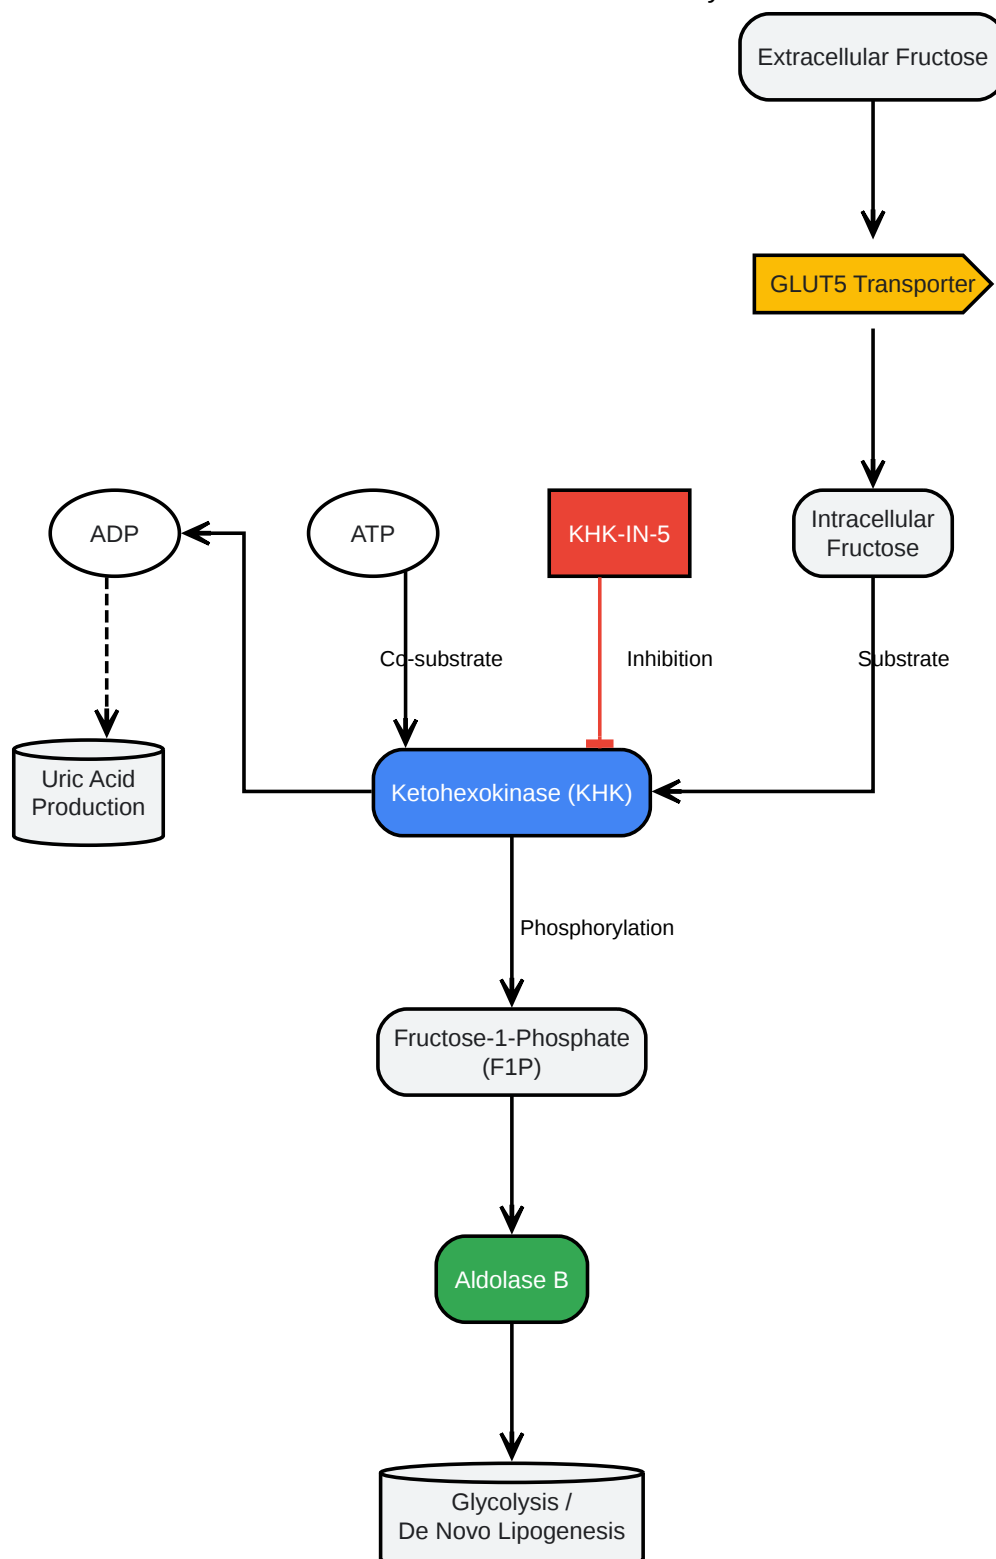 Extracellular Fructose
GLUT5 Transporter
ADP
ATP
KHK-IN-5
Intracellular
Fructose
Co-substrate
Inhibition
Substrate
Uric Acid
Production
Ketohexokinase (KHK)
Phosphorylation
Fructose-1-Phosphate
(F1P)
Aldolase B
Glycolysis /
De Novo Lipogenesis